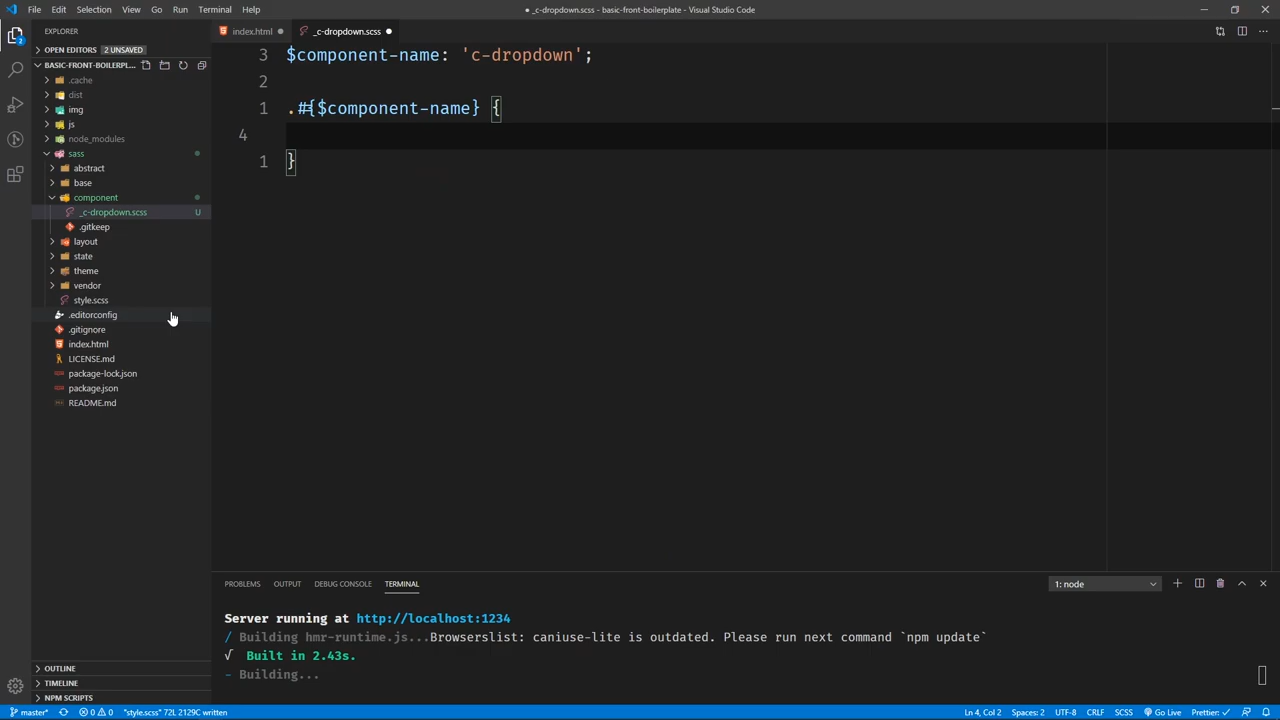 File Edit Selection View Go Run Terminal Help
_c-dropdown.scss - basic-front-boilerplate - Visual Studio Code
EXPLORER
index.html
_c-dropdown.scss
OPEN EDITORS 2 UNSAVED
BASIC-FRONT-BOILERPL...
.cache
dist
img
js
node_modules
sass
abstract
base
component
_c-dropdown.scss U
.gitkeep
layout
state
theme
vendor
style.scss
.editorconfig
.gitignore
index.html
LICENSE.md
package-lock.json
package.json
README.md
OUTLINE
TIMELINE
NPM SCRIPTS
3 $component-name: 'c-dropdown';
2
1 .#{$component-name} {
4
1 }
PROBLEMS OUTPUT DEBUG CONSOLE TERMINAL
1: node
Server running at http://localhost:1234
/ Building hmr-runtime.js...Browserslist: caniuse-lite is outdated. Please run next command `npm update`
√ Built in 2.43s.
- Building...
master* 0 0 "style.scss" 72L 2129C written
Ln 4, Col 2 Spaces: 2 UTF-8 CRLF SCSS Go Live Prettier: ✓